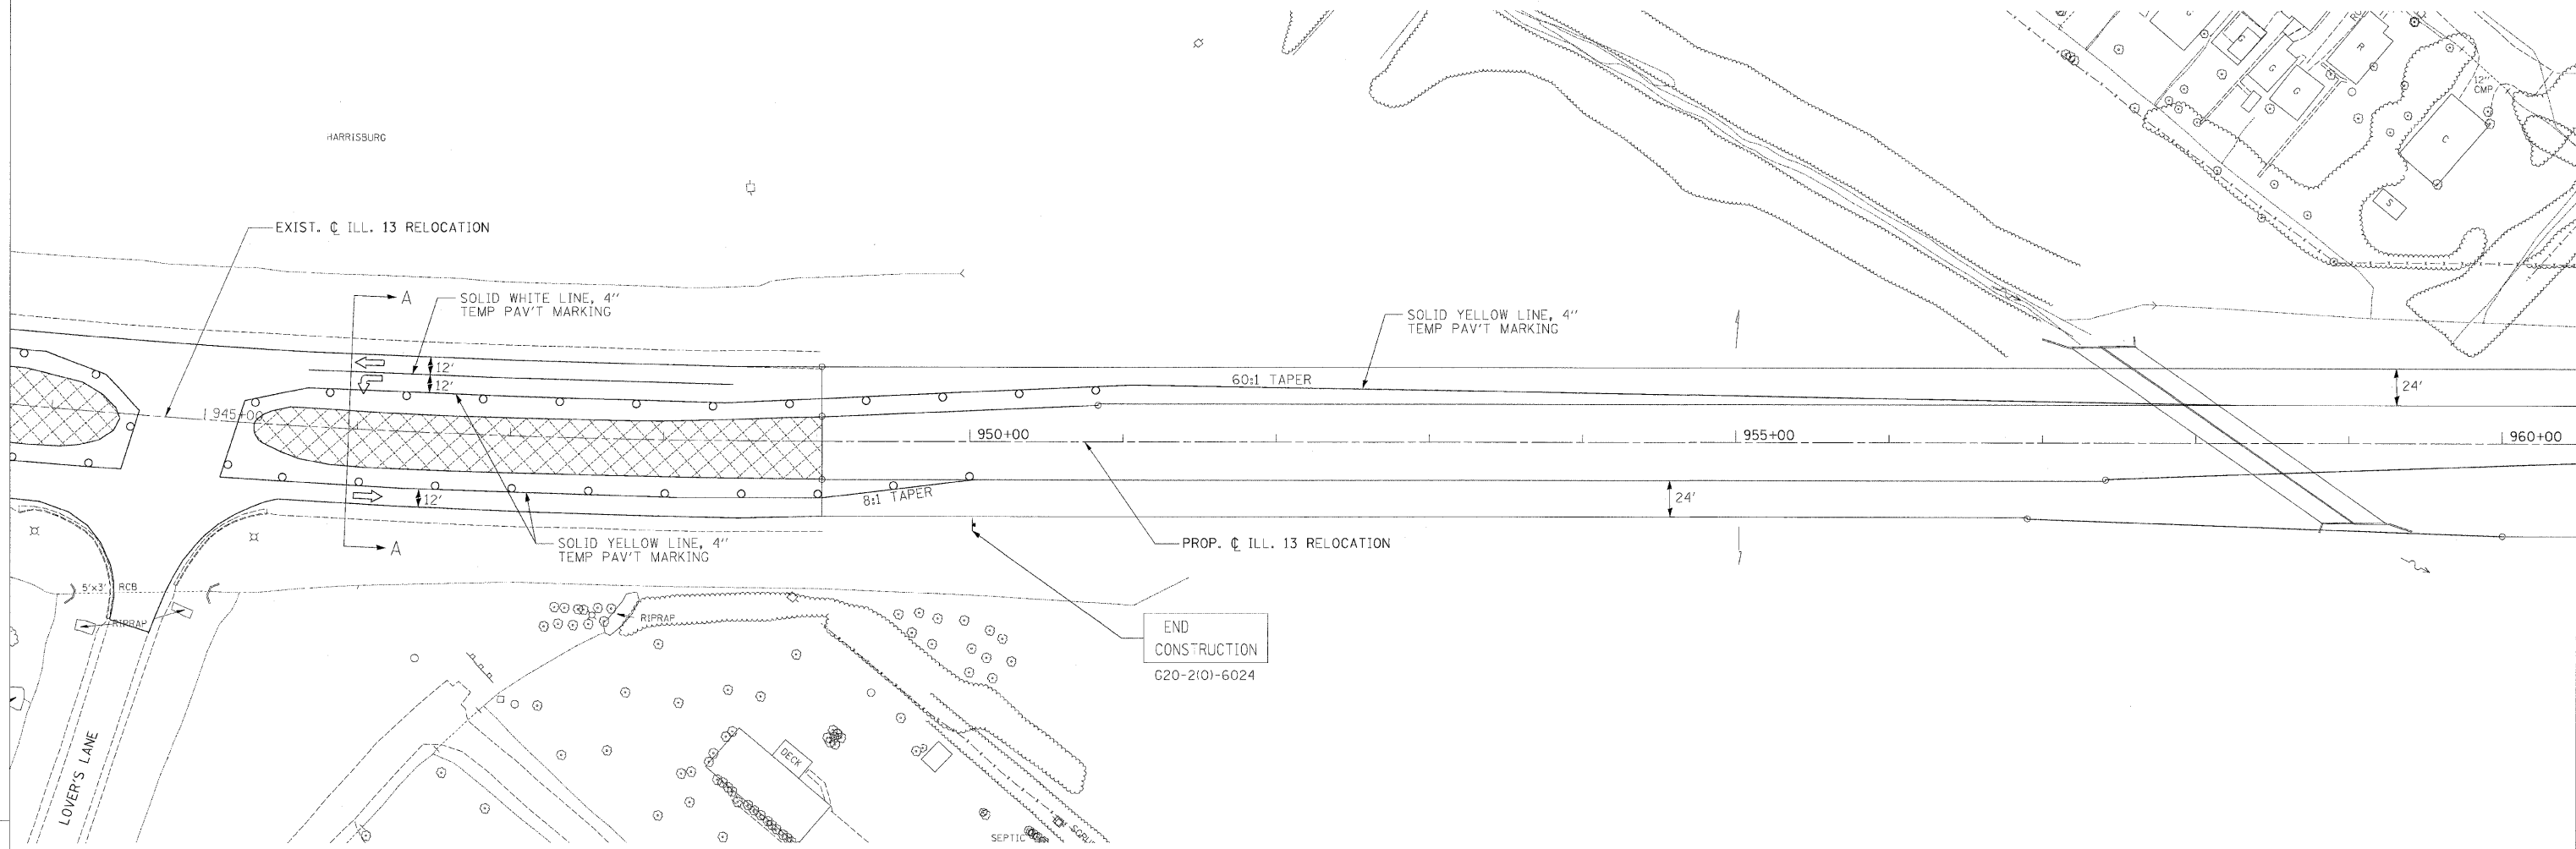 HARRISBURG
EXIST. ℄ ILL. 13 RELOCATION
A
SOLID WHITE LINE, 4"
TEMP PAV'T MARKING
SOLID YELLOW LINE, 4"
TEMP PAV'T MARKING
12'
12'
60:1 TAPER
24'
945+00
950+00
955+00
960+00
12'
8:1 TAPER
24'
A
SOLID YELLOW LINE, 4"
TEMP PAV'T MARKING
PROP. ℄ ILL. 13 RELOCATION
5'x3' RCB
RIPRAP
RIPRAP
END
CONSTRUCTION
G20-2(0)-6024
LOVER'S LANE
DECK
SEPTIC
G
G
G
R
12"
CMP
C
S